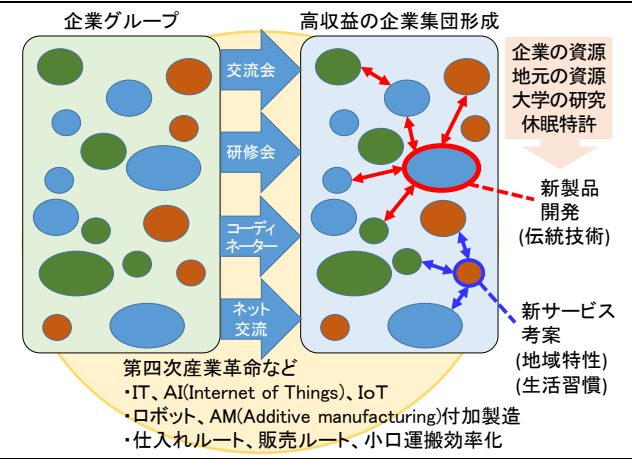 企業グループ
高収益の企業集団形成
交流会
研修会
コーディ
ネーター
ネット
交流
企業の資源
地元の資源
大学の研究
休眠特許
新製品
開発
(伝統技術)
新サービス
考案
(地域特性)
(生活習慣)
第四次産業革命など
・IT、AI(Internet of Things)、IoT
・ロボット、AM(Additive manufacturing)付加製造
・仕入れルート、販売ルート、小口運搬効率化